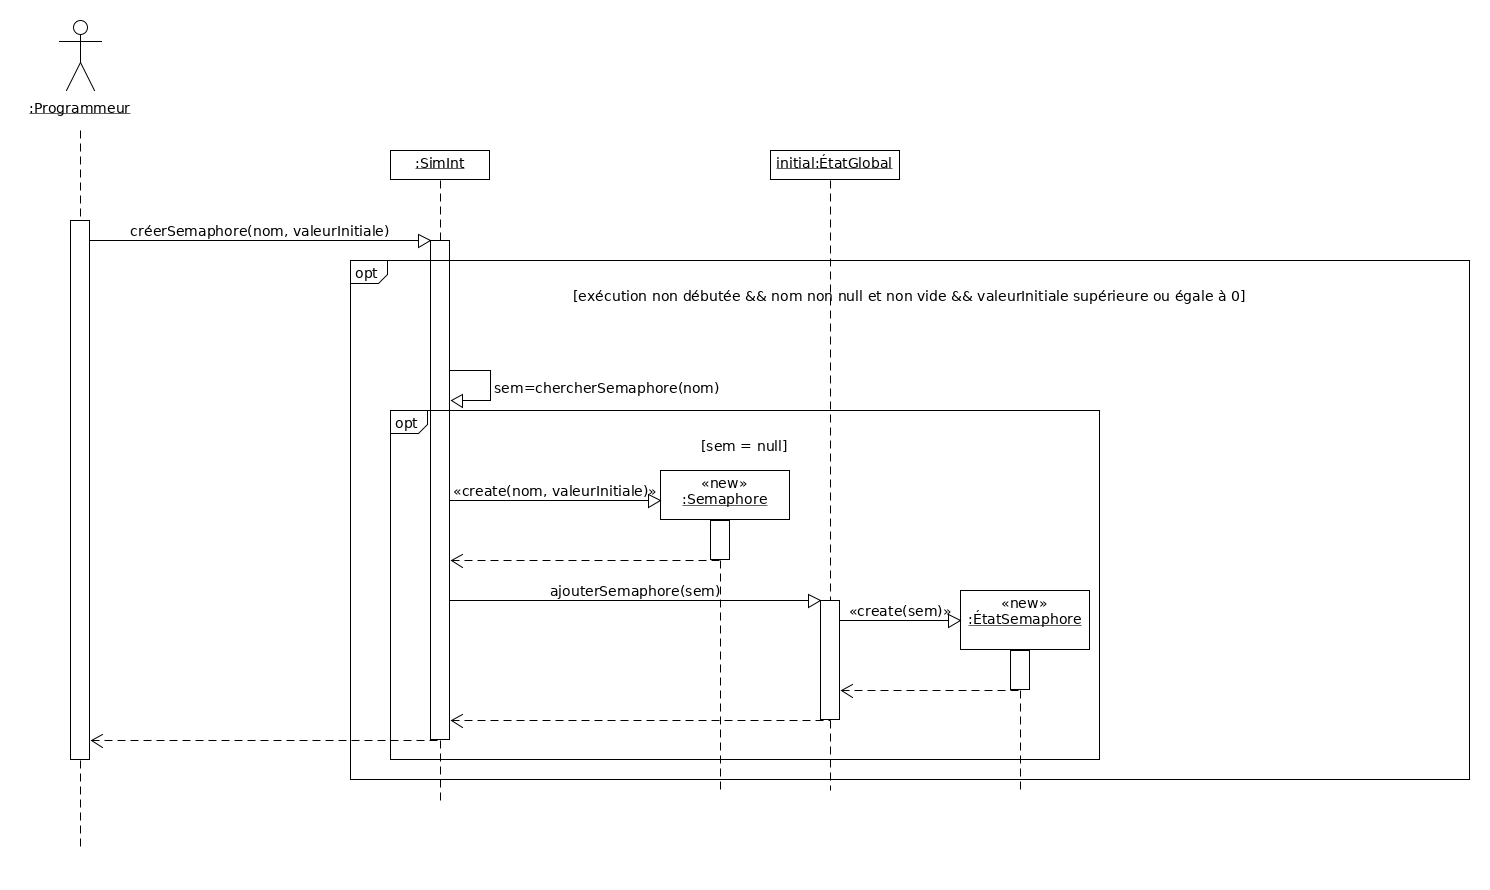 :Programmeur
:SimInt
initial:ÉtatGlobal
créerSemaphore(nom, valeurInitiale)
opt
[exécution non débutée && nom non null et non vide && valeurInitiale supérieure ou égale à 0]
sem=chercherSemaphore(nom)
opt
[sem = null]
«create(nom, valeurInitiale)»
«new»
:Semaphore
ajouterSemaphore(sem)
«create(sem)»
«new»
:ÉtatSemaphore